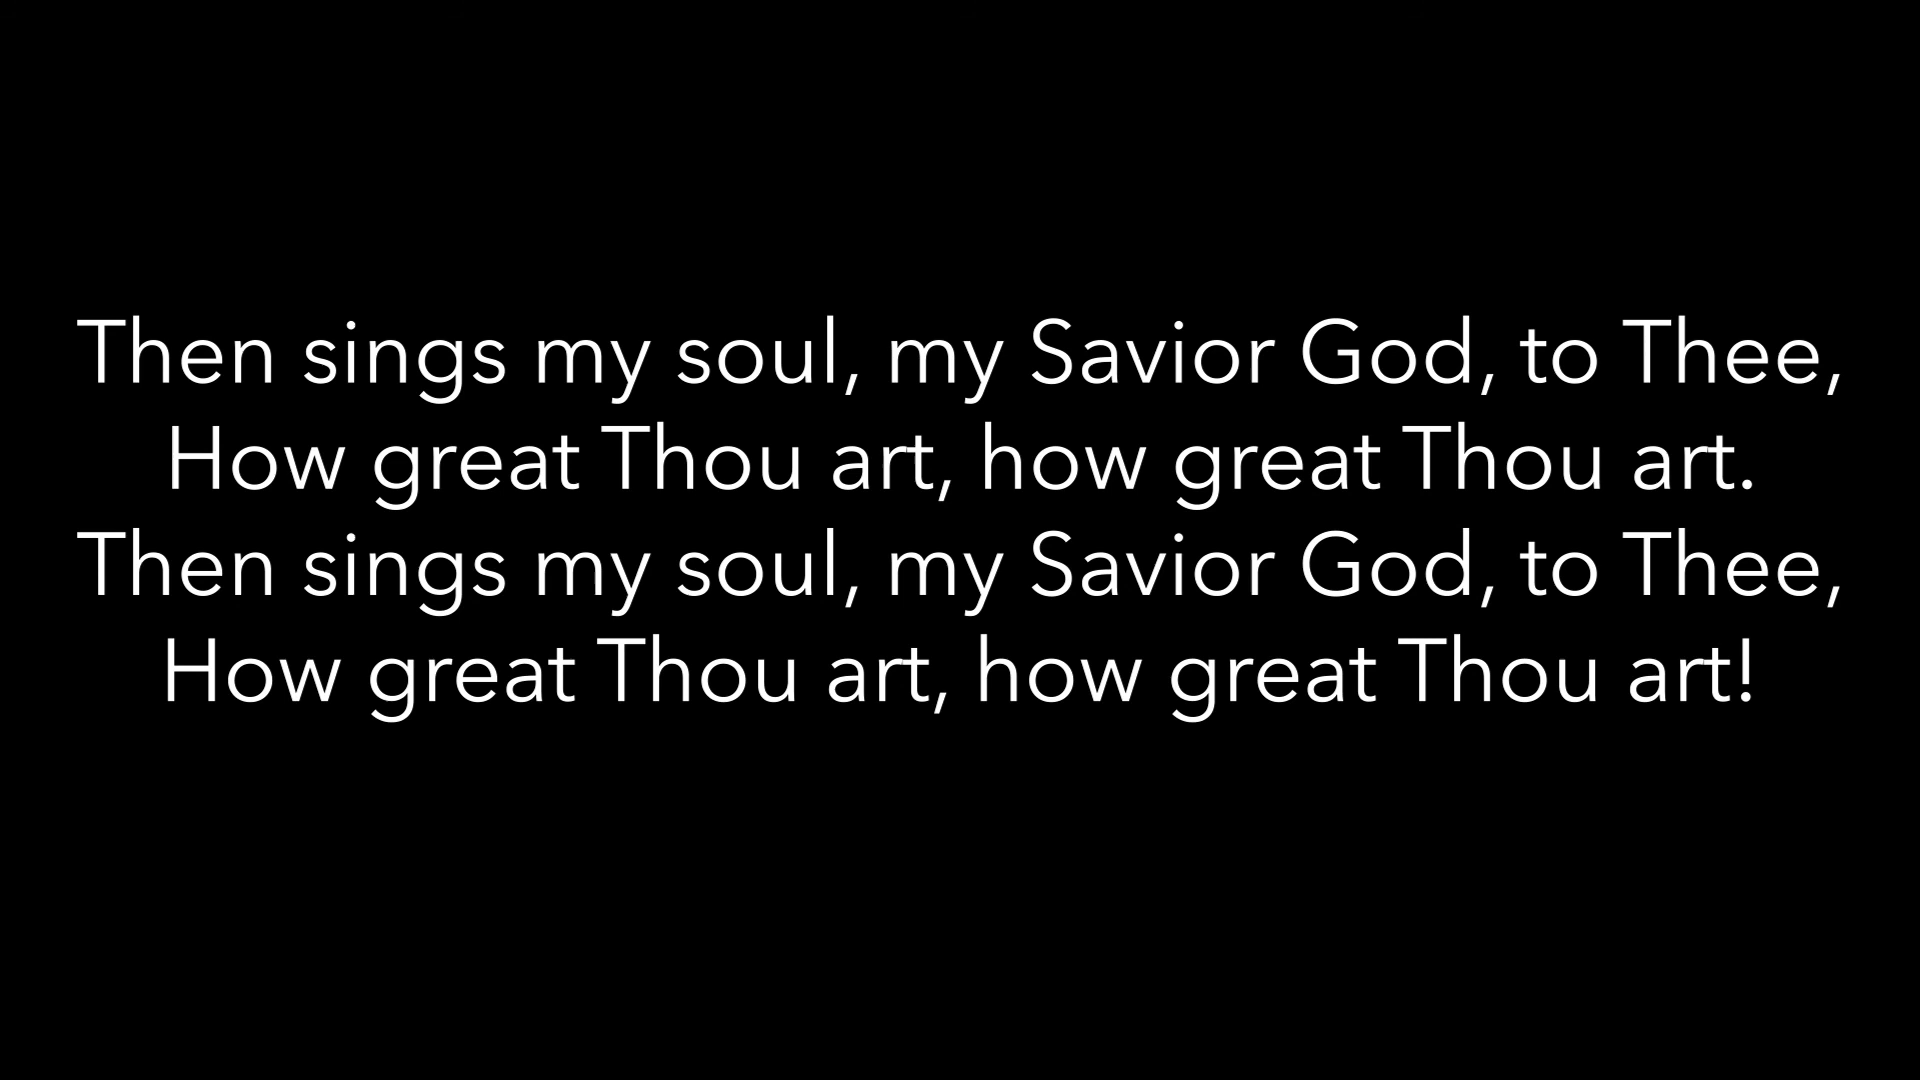 Then sings my soul, my Savior God, to Thee,
How great Thou art, how great Thou art.
Then sings my soul, my Savior God, to Thee,
How great Thou art, how great Thou art!